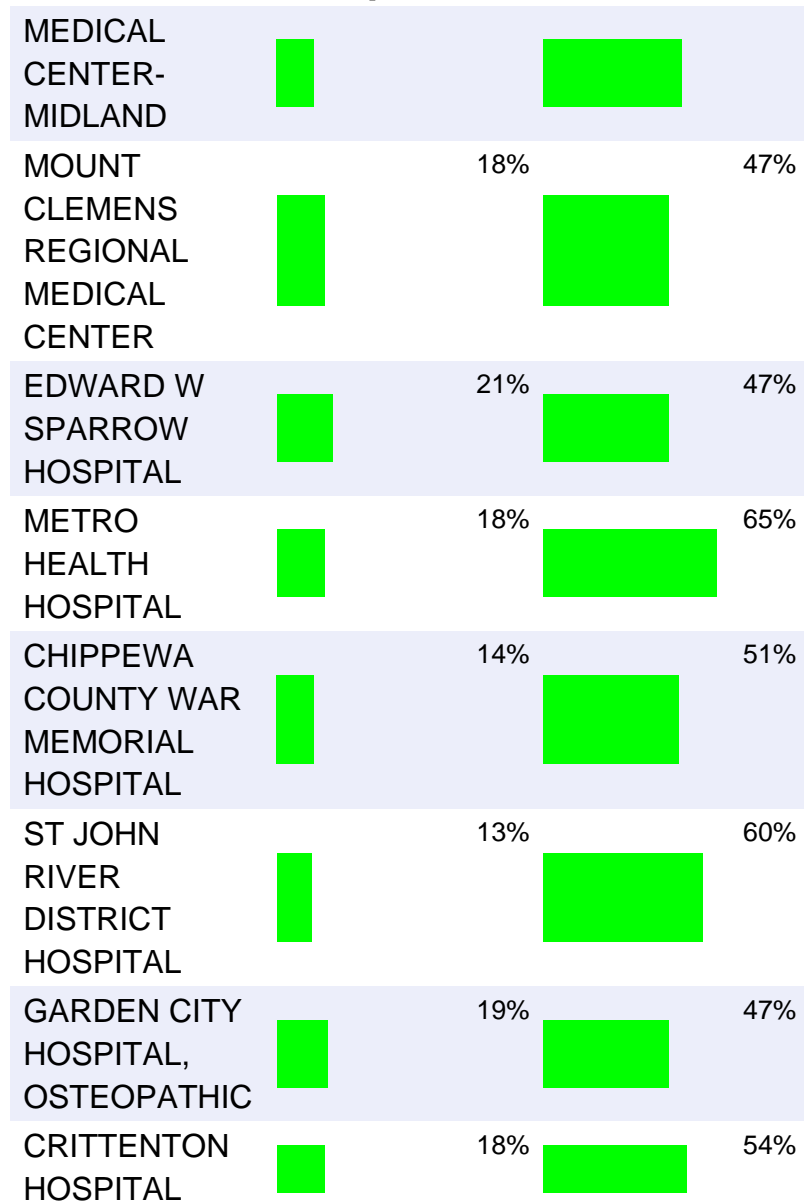 MEDICAL
CENTER-
MIDLAND
MOUNT 18% 47%
CLEMENS
REGIONAL
MEDICAL
CENTER
EDWARD W 21% 47%
SPARROW
HOSPITAL
METRO 18% 65%
HEALTH
HOSPITAL
CHIPPEWA 14% 51%
COUNTY WAR
MEMORIAL
HOSPITAL
ST JOHN 13% 60%
RIVER
DISTRICT
HOSPITAL
GARDEN CITY 19% 47%
HOSPITAL,
OSTEOPATHIC
CRITTENTON 18% 54%
HOSPITAL